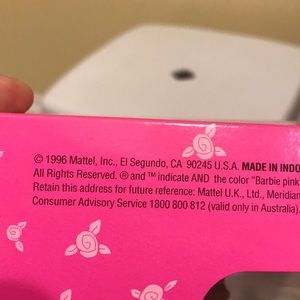 © 1996 Mattel, Inc., El Segundo, CA 90245 U.S.A. MADE IN INDO
All Rights Reserved. ® and ™ indicate AND the color "Barbie pink
Retain this address for future reference: Mattel U.K., Ltd., Meridian
Consumer Advisory Service 1800 800 812 (valid only in Australia).